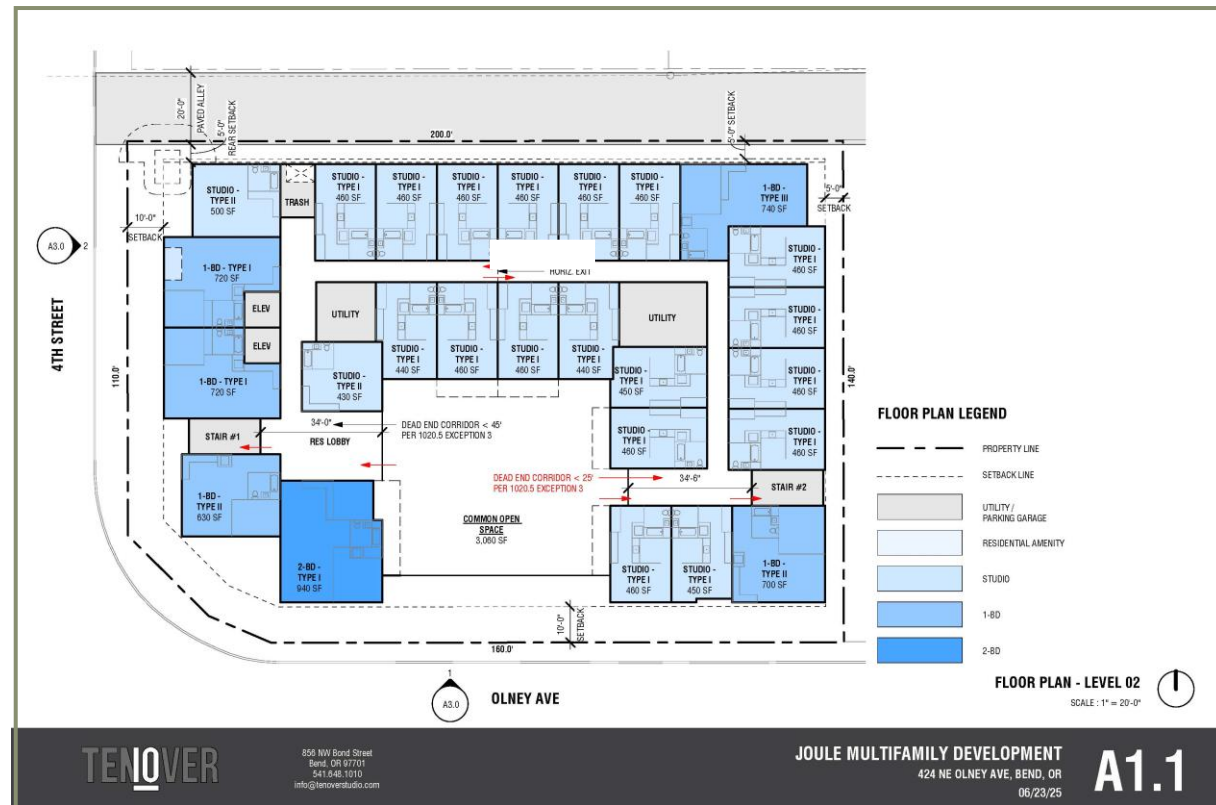 20'-0"
PAVED ALLEY
5'-0"
REAR SETBACK
200.0'
5'-0" SETBACK
STUDIO -
TYPE II
500 SF
TRASH
STUDIO -
TYPE I
460 SF
STUDIO -
TYPE I
460 SF
STUDIO -
TYPE I
460 SF
STUDIO -
TYPE I
460 SF
STUDIO -
TYPE I
460 SF
STUDIO -
TYPE I
460 SF
1-BD -
TYPE III
740 SF
5'-0"
SETBACK
10'-0"
SETBACK
A3.0
2
4TH STREET
110.0'
1-BD - TYPE I
720 SF
ELEV
ELEV
1-BD - TYPE I
720 SF
HORIZ. EXIT
STUDIO -
TYPE I
460 SF
STUDIO -
TYPE I
460 SF
STUDIO -
TYPE I
460 SF
STUDIO -
TYPE I
460 SF
140.0'
UTILITY
UTILITY
STUDIO -
TYPE I
440 SF
STUDIO -
TYPE I
460 SF
STUDIO -
TYPE I
460 SF
STUDIO -
TYPE I
440 SF
STUDIO -
TYPE II
430 SF
STUDIO -
TYPE I
450 SF
STUDIO -
TYPE I
460 SF
34'-0"
DEAD END CORRIDOR < 45'
PER 1020.5 EXCEPTION 3
STAIR #1
RES LOBBY
DEAD END CORRIDOR < 25'
PER 1020.5 EXCEPTION 3
34'-6"
STAIR #2
1-BD -
TYPE II
630 SF
2-BD -
TYPE I
940 SF
COMMON OPEN
SPACE
3,060 SF
STUDIO -
TYPE I
460 SF
STUDIO -
TYPE I
450 SF
1-BD -
TYPE II
700 SF
10'-0"
SETBACK
160.0'
1
A3.0
OLNEY AVE
FLOOR PLAN LEGEND
PROPERTY LINE
SETBACK LINE
UTILITY /
PARKING GARAGE
RESIDENTIAL AMENITY
STUDIO
1-BD
2-BD
FLOOR PLAN - LEVEL 02
SCALE : 1" = 20'-0"
TENOVER
856 NW Bond Street
Bend, OR 97701
541.648.1010
info@tenoverstudio.com
JOULE MULTIFAMILY DEVELOPMENT
424 NE OLNEY AVE, BEND, OR
06/23/25
A1.1